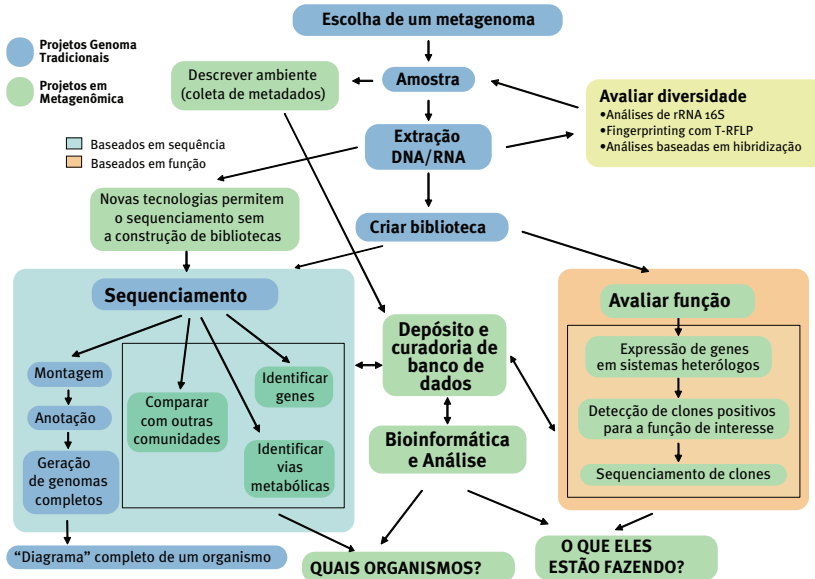 Escolha de um metagenoma
Projetos Genoma
Tradicionais
Projetos em
Metagenômica
Descrever ambiente
(coleta de metadados)
Amostra
Avaliar diversidade
•Análises de rRNA 16S
•Fingerprinting com T-RFLP
•Análises baseadas em hibridização
Extração
DNA/RNA
Baseados em sequência
Baseados em função
Novas tecnologias permitem
o sequenciamento sem
a construção de bibliotecas
Criar biblioteca
Sequenciamento
Avaliar função
Depósito e
curadoria de
banco de
dados
Expressão de genes
em sistemas heterólogos
Montagem
Identificar
genes
Comparar
com outras
comunidades
Anotação
Detecção de clones positivos
para a função de interesse
Bioinformática
e Análise
Identificar
vias
metabólicas
Geração
de genomas
completos
Sequenciamento de clones
“Diagrama” completo de um organismo
QUAIS ORGANISMOS?
O QUE ELES
ESTÃO FAZENDO?